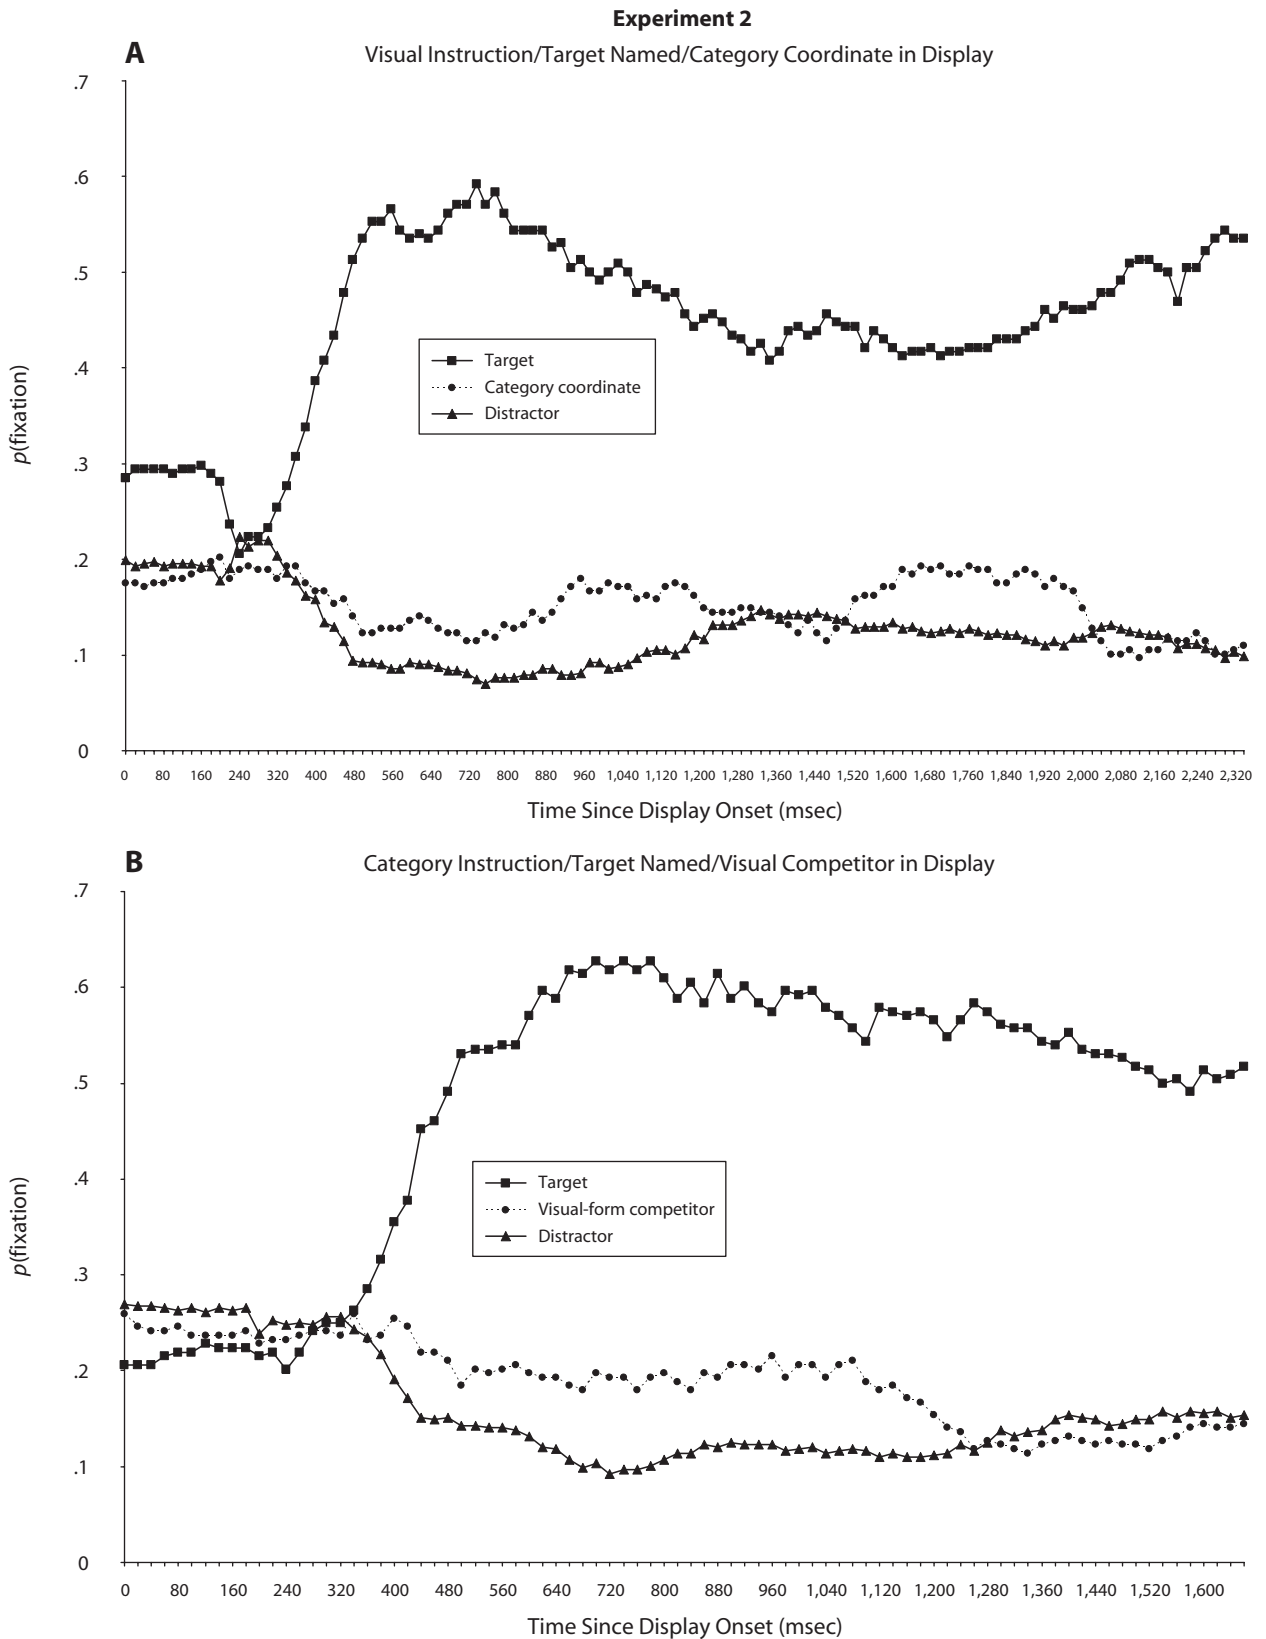 Experiment 2
A
Visual Instruction/Target Named/Category Coordinate in Display
.7
.6
.5
.4
.3
.2
.1
0
p(fixation)
Target
Category coordinate
Distractor
0 80 160 240 320 400 480 560 640 720 800 880 960 1,040 1,120 1,200 1,280 1,360 1,440 1,520 1,600 1,680 1,760 1,840 1,920 2,000 2,080 2,160 2,240 2,320
Time Since Display Onset (msec)
B
Category Instruction/Target Named/Visual Competitor in Display
.7
.6
.5
.4
.3
.2
.1
0
p(fixation)
Target
Visual-form competitor
Distractor
0 80 160 240 320 400 480 560 640 720 800 880 960 1,040 1,120 1,200 1,280 1,360 1,440 1,520 1,600
Time Since Display Onset (msec)